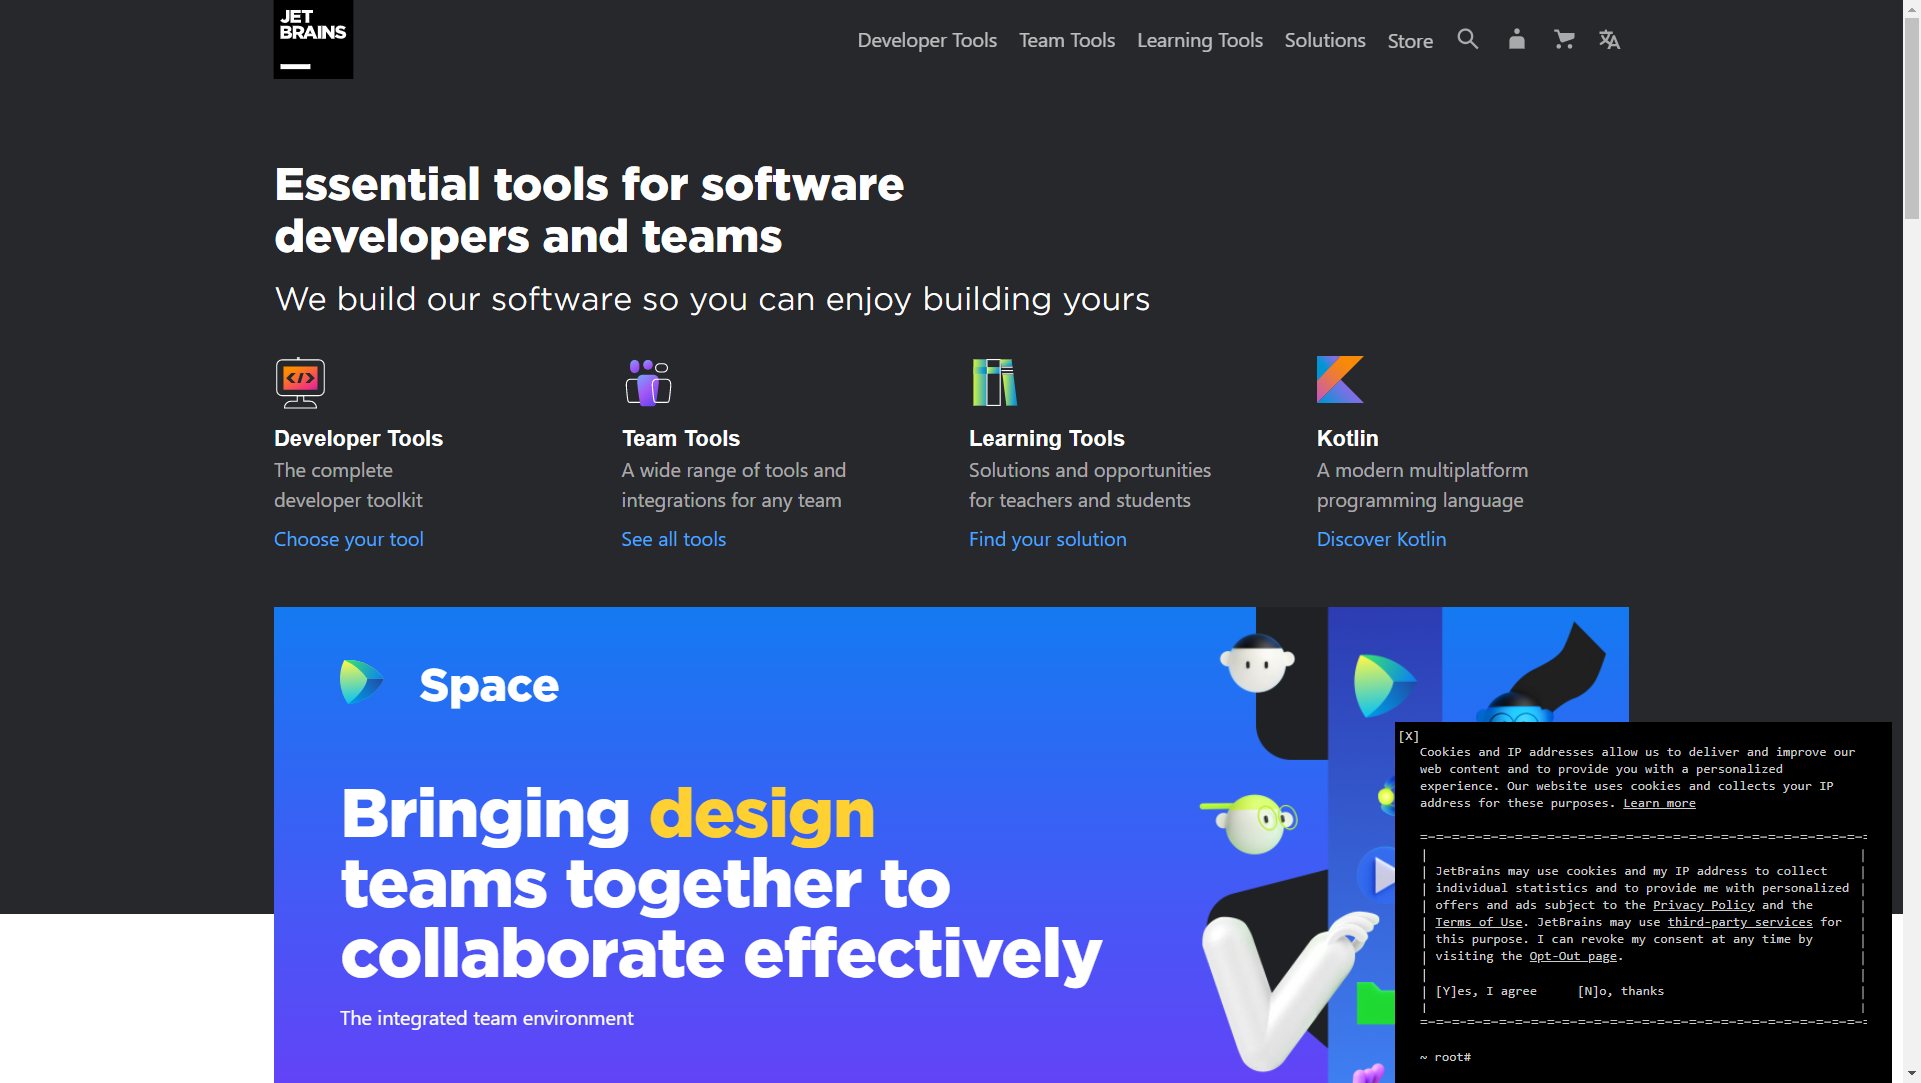 JET
BRAINS
Developer Tools Team Tools Learning Tools Solutions Store
Essential tools for software
developers and teams
We build our software so you can enjoy building yours
Developer Tools
The complete
developer toolkit
Choose your tool
Team Tools
A wide range of tools and
integrations for any team
See all tools
Learning Tools
Solutions and opportunities
for teachers and students
Find your solution
Kotlin
A modern multiplatform
programming language
Discover Kotlin
Space
Bringing design
teams together to
collaborate effectively
The integrated team environment
[X]
Cookies and IP addresses allow us to deliver and improve our
web content and to provide you with a personalized
experience. Our website uses cookies and collects your IP
address for these purposes. Learn more
JetBrains may use cookies and my IP address to collect
individual statistics and to provide me with personalized
offers and ads subject to the Privacy Policy and the
Terms of Use. JetBrains may use third-party services for
this purpose. I can revoke my consent at any time by
visiting the Opt-Out page.
[Y]es, I agree [N]o, thanks
~ root#